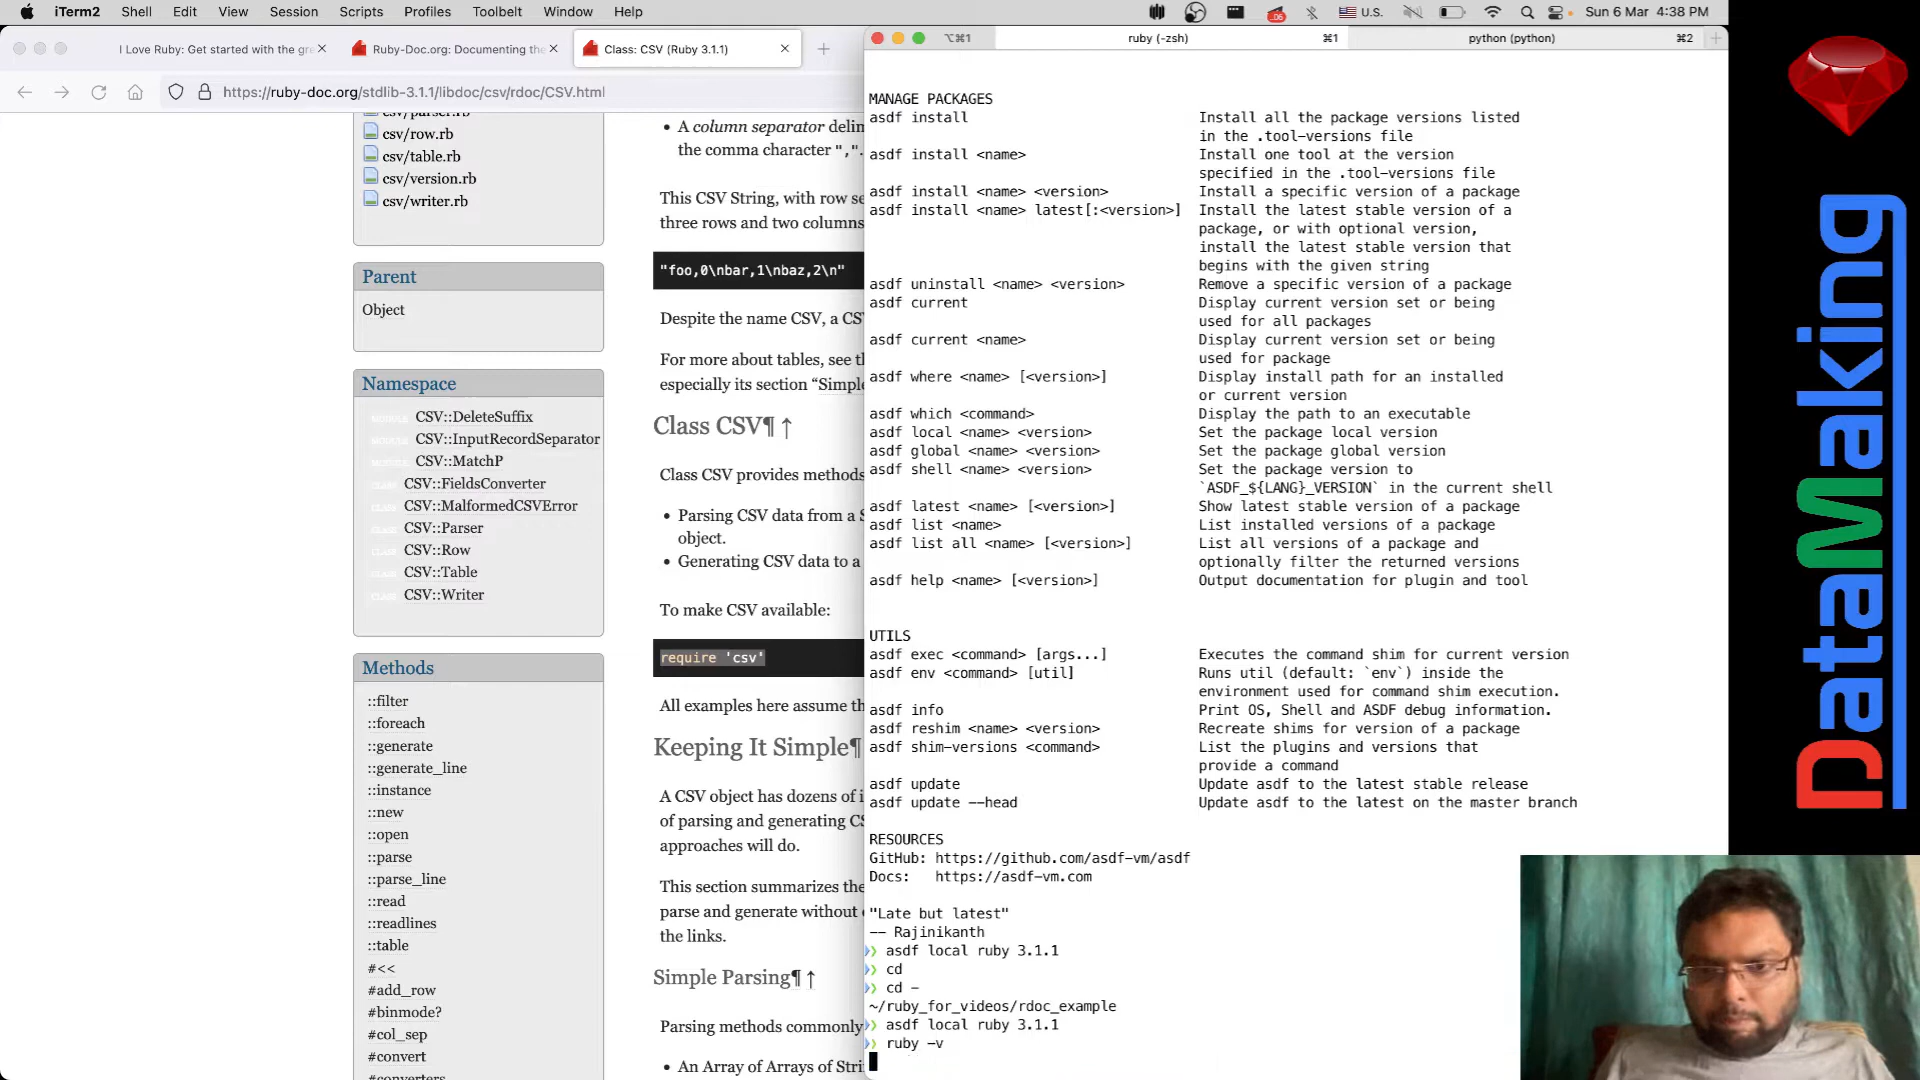 iTerm2 Shell Edit View Session Scripts Profiles Toolbelt Window Help
U.S.
Sun 6 Mar 4:38 PM
I Love Ruby: Get started with the gre
Ruby-Doc.org: Documenting the
Class: CSV (Ruby 3.1.1)
https://ruby-doc.org/stdlib-3.1.1/libdoc/csv/rdoc/CSV.html
csv/parser.rb
csv/row.rb
csv/table.rb
csv/version.rb
csv/writer.rb
Parent
Object
Namespace
MODULE CSV::DeleteSuffix
MODULE CSV::InputRecordSeparator
MODULE CSV::MatchP
CLASS CSV::FieldsConverter
CLASS CSV::MalformedCSVError
CLASS CSV::Parser
CLASS CSV::Row
CLASS CSV::Table
CLASS CSV::Writer
Methods
::filter
::foreach
::generate
::generate_line
::instance
::new
::open
::parse
::parse_line
::read
::readlines
::table
#<<
#add_row
#binmode?
#col_sep
#convert
#converters
• A column separator delin
the comma character ",".
This CSV String, with row se
three rows and two columns
"foo,0\nbar,1\nbaz,2\n"
Despite the name CSV, a CS
For more about tables, see th
especially its section “Simple
Class CSV¶ ↑
Class CSV provides methods
• Parsing CSV data from a S
object.
• Generating CSV data to a
To make CSV available:
require 'csv'
All examples here assume th
Keeping It Simple¶
A CSV object has dozens of i
of parsing and generating CS
approaches will do.
This section summarizes the
parse and generate without
the links.
Simple Parsing¶ ↑
Parsing methods commonly
• An Array of Arrays of Stri
⌥⌘1
ruby (-zsh) ⌘1
python (python) ⌘2
MANAGE PACKAGES
asdf install Install all the package versions listed
in the .tool-versions file
asdf install <name> Install one tool at the version
specified in the .tool-versions file
asdf install <name> <version> Install a specific version of a package
asdf install <name> latest[:<version>] Install the latest stable version of a
package, or with optional version,
install the latest stable version that
begins with the given string
asdf uninstall <name> <version> Remove a specific version of a package
asdf current Display current version set or being
used for all packages
asdf current <name> Display current version set or being
used for package
asdf where <name> [<version>] Display install path for an installed
or current version
asdf which <command> Display the path to an executable
asdf local <name> <version> Set the package local version
asdf global <name> <version> Set the package global version
asdf shell <name> <version> Set the package version to
`ASDF_${LANG}_VERSION` in the current shell
asdf latest <name> [<version>] Show latest stable version of a package
asdf list <name> List installed versions of a package
asdf list all <name> [<version>] List all versions of a package and
optionally filter the returned versions
asdf help <name> [<version>] Output documentation for plugin and tool
UTILS
asdf exec <command> [args...] Executes the command shim for current version
asdf env <command> [util] Runs util (default: `env`) inside the
environment used for command shim execution.
asdf info Print OS, Shell and ASDF debug information.
asdf reshim <name> <version> Recreate shims for version of a package
asdf shim-versions <command> List the plugins and versions that
provide a command
asdf update Update asdf to the latest stable release
asdf update --head Update asdf to the latest on the master branch
RESOURCES
GitHub: https://github.com/asdf-vm/asdf
Docs: https://asdf-vm.com
"Late but latest"
-- Rajinikanth
asdf local ruby 3.1.1
cd
cd -
~/ruby_for_videos/rdoc_example
asdf local ruby 3.1.1
ruby -v
DataMaking